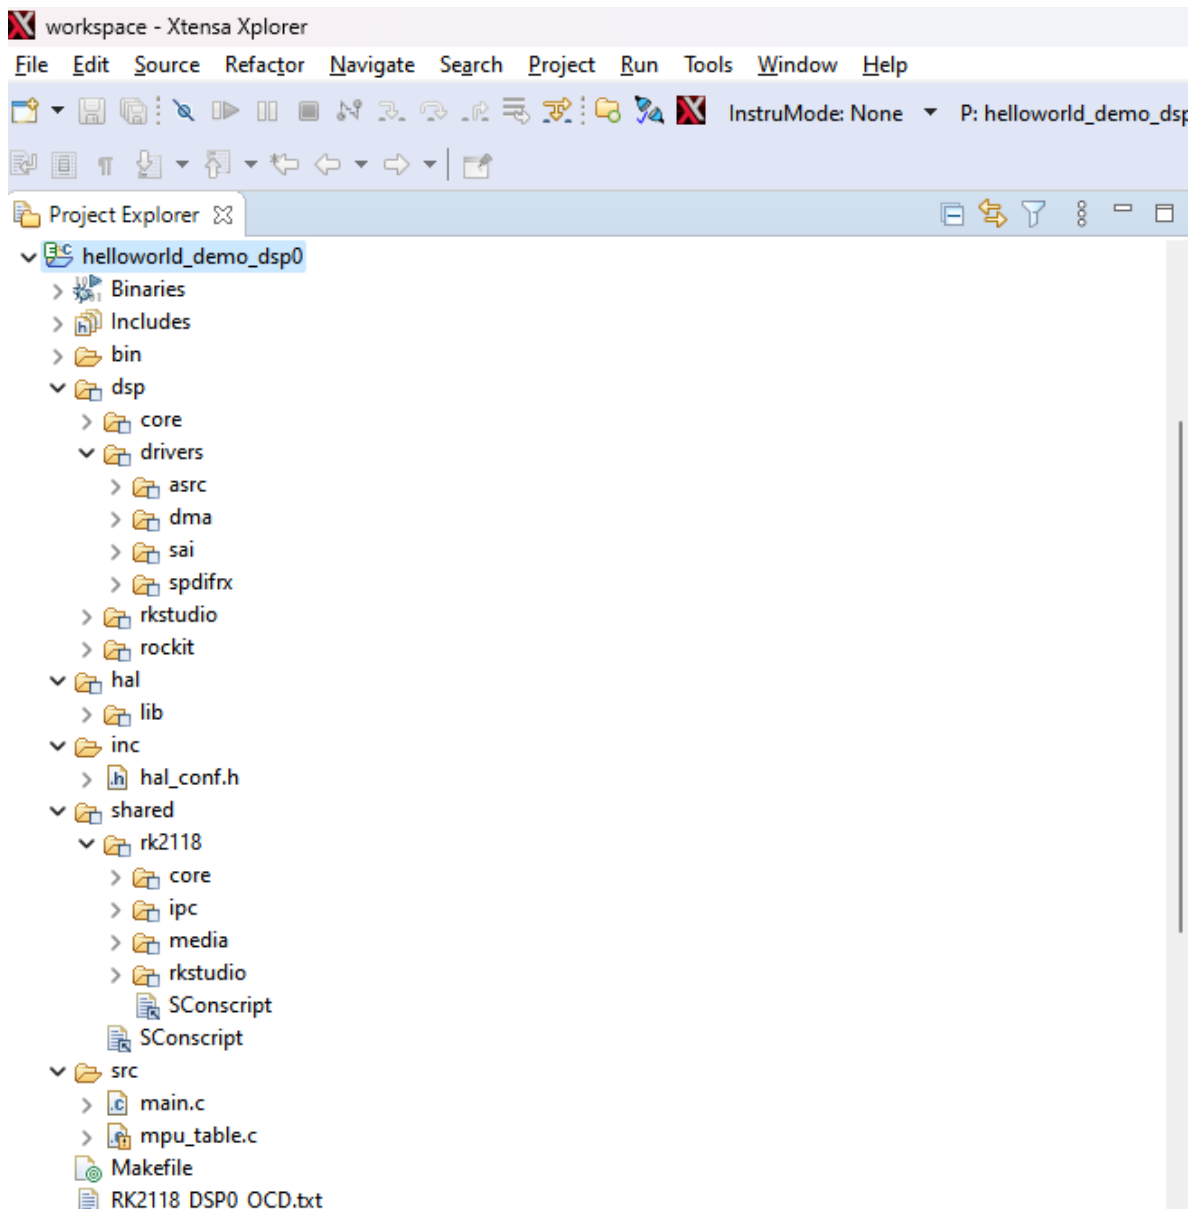 workspace - Xtensa Xplorer
File Edit Source Refactor Navigate Search Project Run Tools Window Help
InstruMode: None P: helloworld_demo_dsp
Project Explorer
helloworld_demo_dsp0
Binaries
Includes
bin
dsp
core
drivers
asrc
dma
sai
spdifrx
rkstudio
rockit
hal
lib
inc
hal_conf.h
shared
rk2118
core
ipc
media
rkstudio
SConscript
SConscript
src
main.c
mpu_table.c
Makefile
RK2118_DSP0_OCD.txt